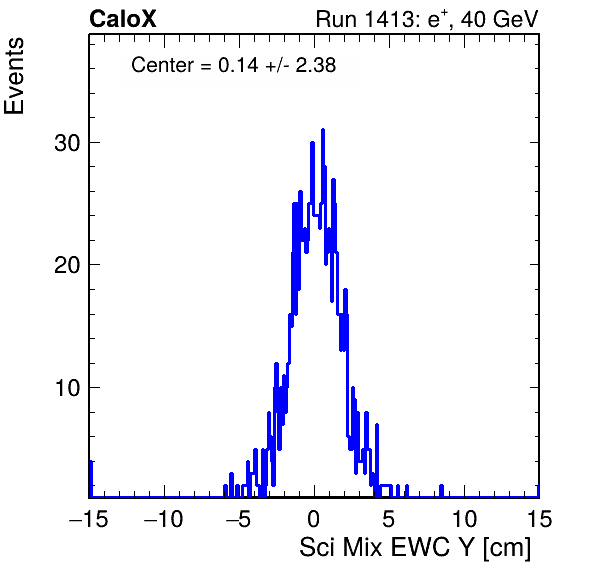 CaloX Run 1413: e+, 40 GeV
Events
Center = 0.14 +/- 2.38
30
20
10
−15 −10 −5 0 5 10 15
Sci Mix EWC Y [cm]